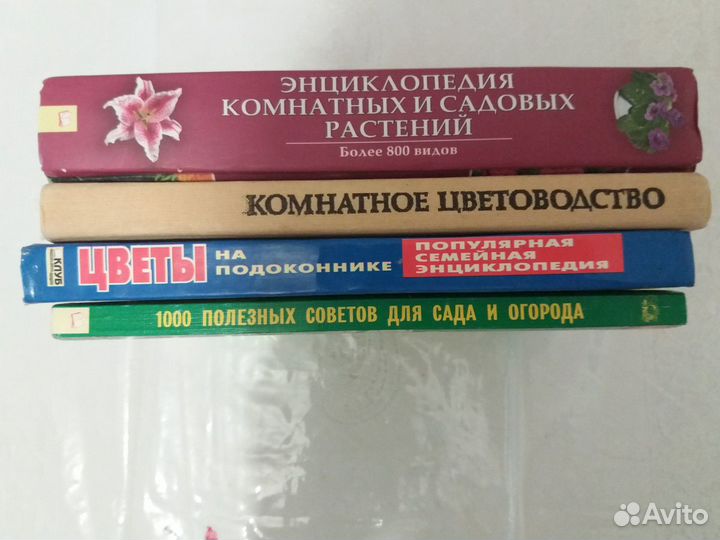 ЭНЦИКЛОПЕДИЯ
КОМНАТНЫХ И САДОВЫХ
РАСТЕНИЙ
Более 800 видов
КОМНАТНОЕ ЦВЕТОВОДСТВО
КЛУБ
ЦВЕТЫ
НА
ПОДОКОННИКЕ
ПОПУЛЯРНАЯ
СЕМЕЙНАЯ
ЭНЦИКЛОПЕДИЯ
1000 ПОЛЕЗНЫХ СОВЕТОВ ДЛЯ САДА И ОГОРОДА
Avito